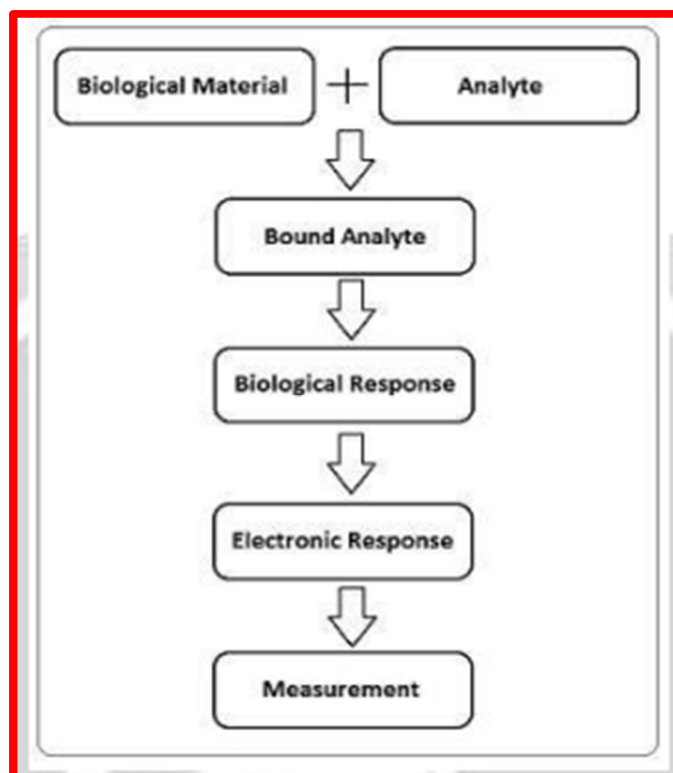 Biological Material + Analyte
Bound Analyte
Biological Response
Electronic Response
Measurement